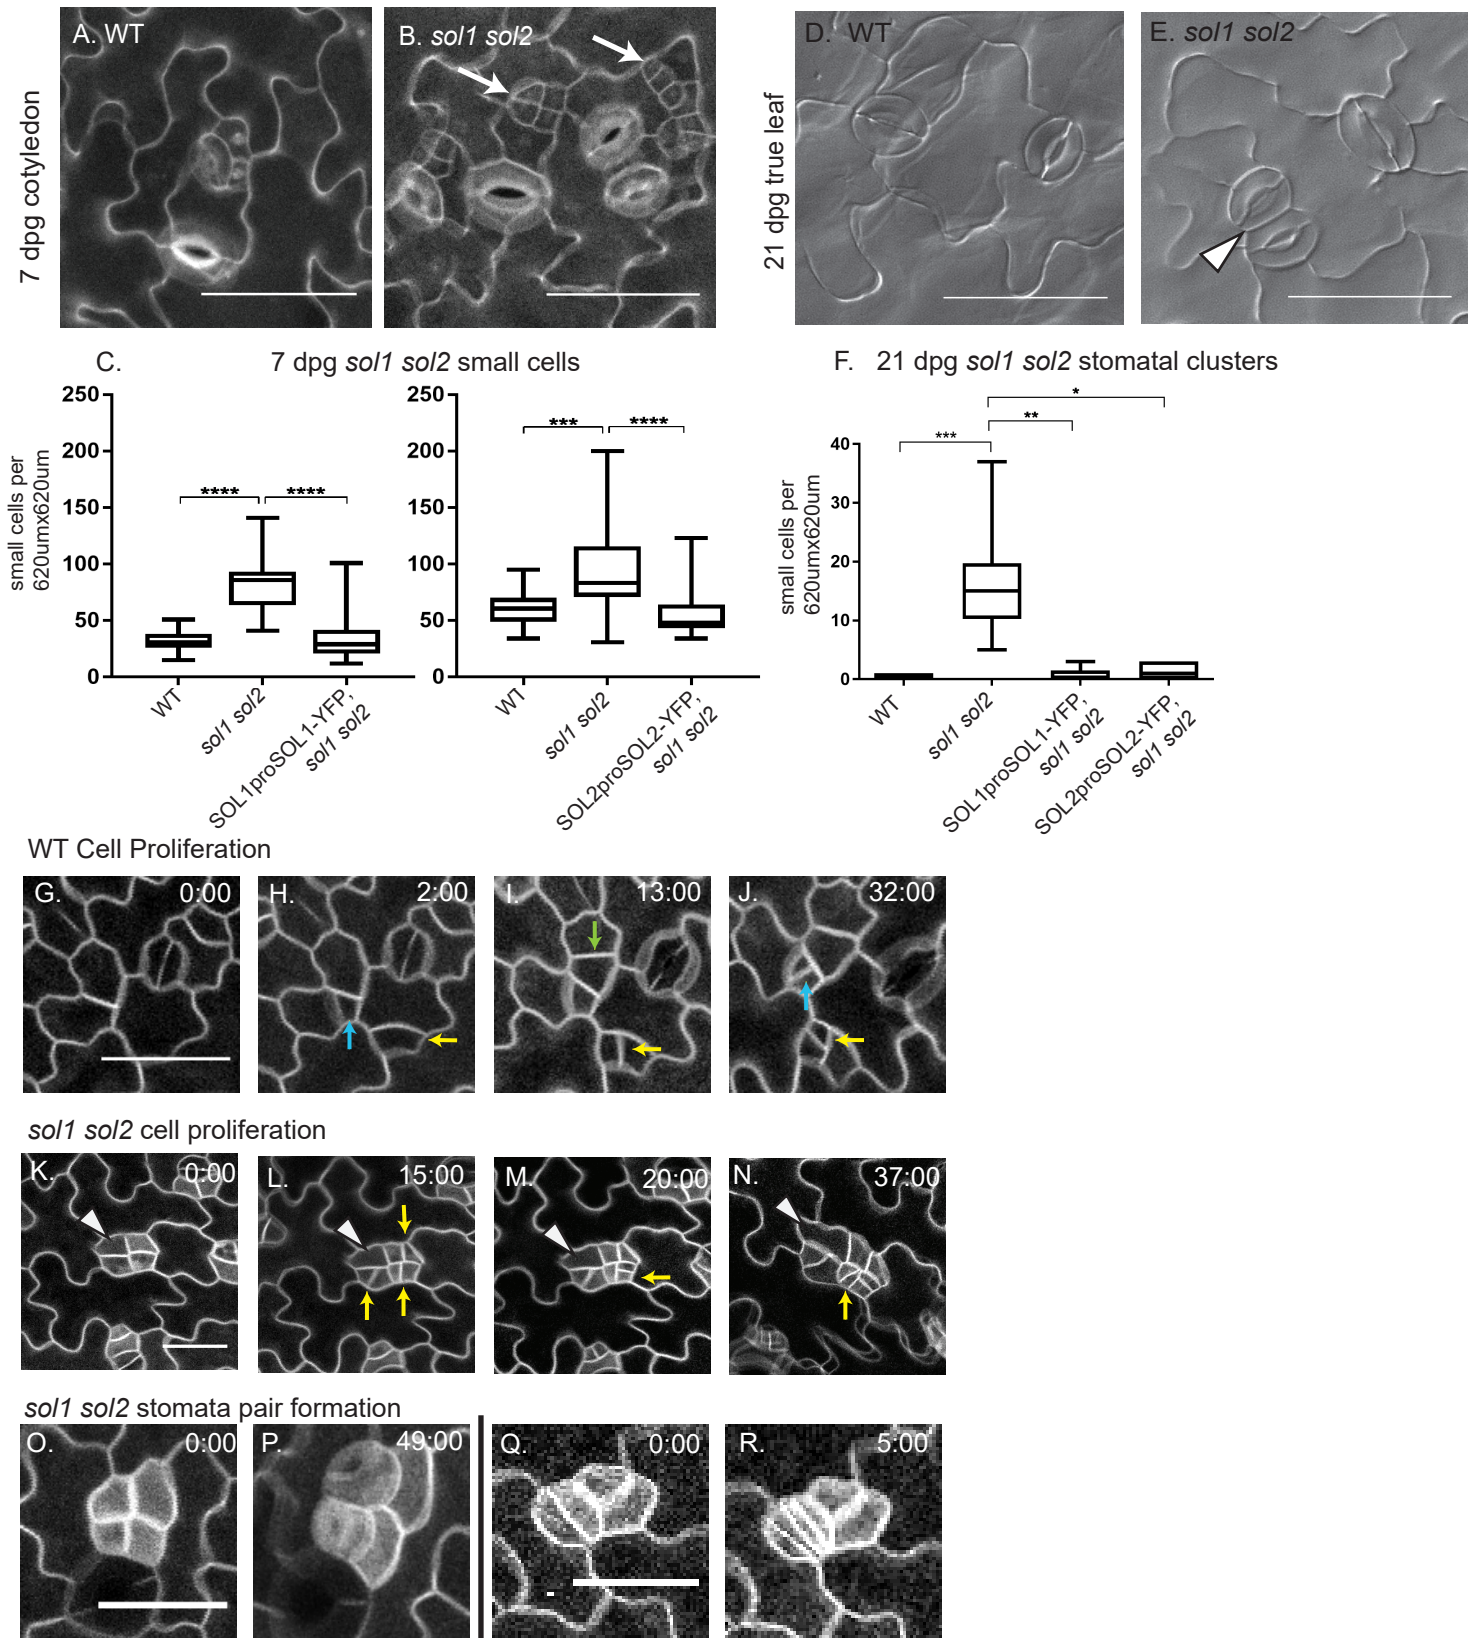 A. WT
B. sol1 sol2
D. WT
E. sol1 sol2
7 dpg cotyledon
21 dpg true leaf
C. 7 dpg sol1 sol2 small cells
F. 21 dpg sol1 sol2 stomatal clusters
small cells per
620umx620um
250
200
150
100
50
0
**** ****
WT
sol1 sol2
SOL1proSOL1-YFP,
sol1 sol2
250
200
150
100
50
0
*** ****
WT
sol1 sol2
SOL2proSOL2-YFP,
sol1 sol2
small cells per
620umx620um
40
30
20
10
0
*
**
***
WT
sol1 sol2
SOL1proSOL1-YFP,
sol1 sol2
SOL2proSOL2-YFP,
sol1 sol2
WT Cell Proliferation
G. 0:00
H. 2:00
I. 13:00
J. 32:00
sol1 sol2 cell proliferation
K. 0:00
L. 15:00
M. 20:00
N. 37:00
sol1 sol2 stomata pair formation
O. 0:00
P. 49:00
Q. 0:00
R. 5:00